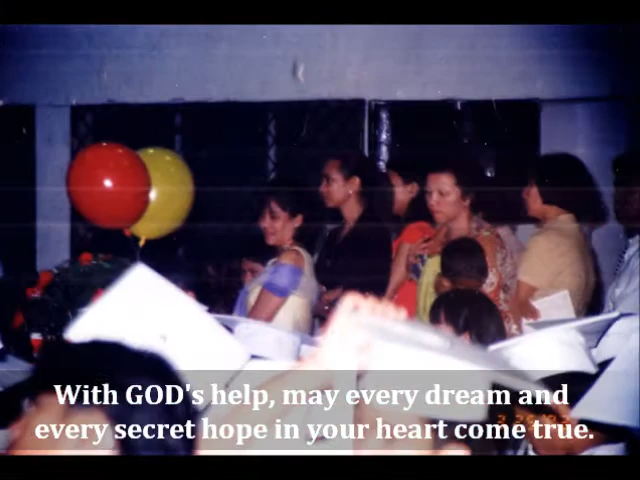 With GOD's help, may every dream and
every secret hope in your heart come true.